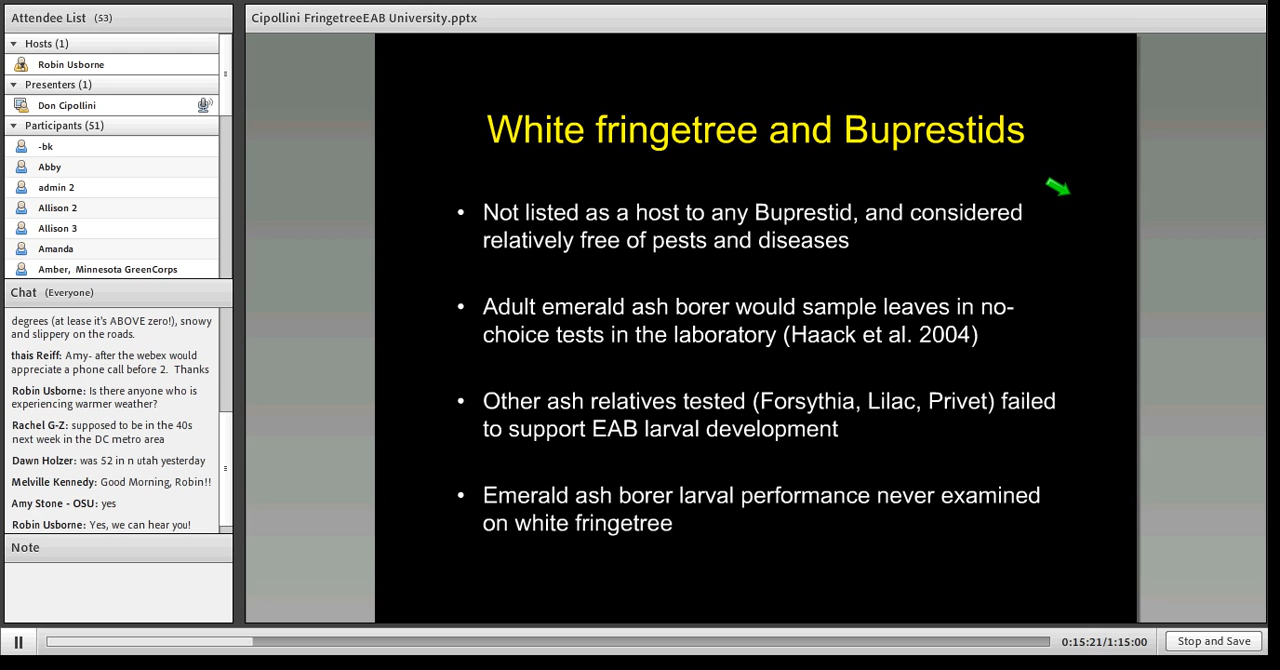 Attendee List (53)
Hosts (1)
Robin Usborne
Presenters (1)
Don Cipollini
Participants (51)
-bk
Abby
admin 2
Allison 2
Allison 3
Amanda
Amber, Minnesota GreenCorps
Chat (Everyone)
degrees (at lease it's ABOVE zero!), snowy
and slippery on the roads.
thais Reiff: Amy- after the webex would
appreciate a phone call before 2. Thanks
Robin Usborne: Is there anyone who is
experiencing warmer weather?
Rachel G-Z: supposed to be in the 40s
next week in the DC metro area
Dawn Holzer: was 52 in n utah yesterday
Melville Kennedy: Good Morning, Robin!!
Amy Stone - OSU: yes
Robin Usborne: Yes, we can hear you!
Note
Cipollini FringetreeEAB University.pptx
White fringetree and Buprestids
• Not listed as a host to any Buprestid, and considered
relatively free of pests and diseases
• Adult emerald ash borer would sample leaves in no-
choice tests in the laboratory (Haack et al. 2004)
• Other ash relatives tested (Forsythia, Lilac, Privet) failed
to support EAB larval development
• Emerald ash borer larval performance never examined
on white fringetree
0:15:21/1:15:00
Stop and Save